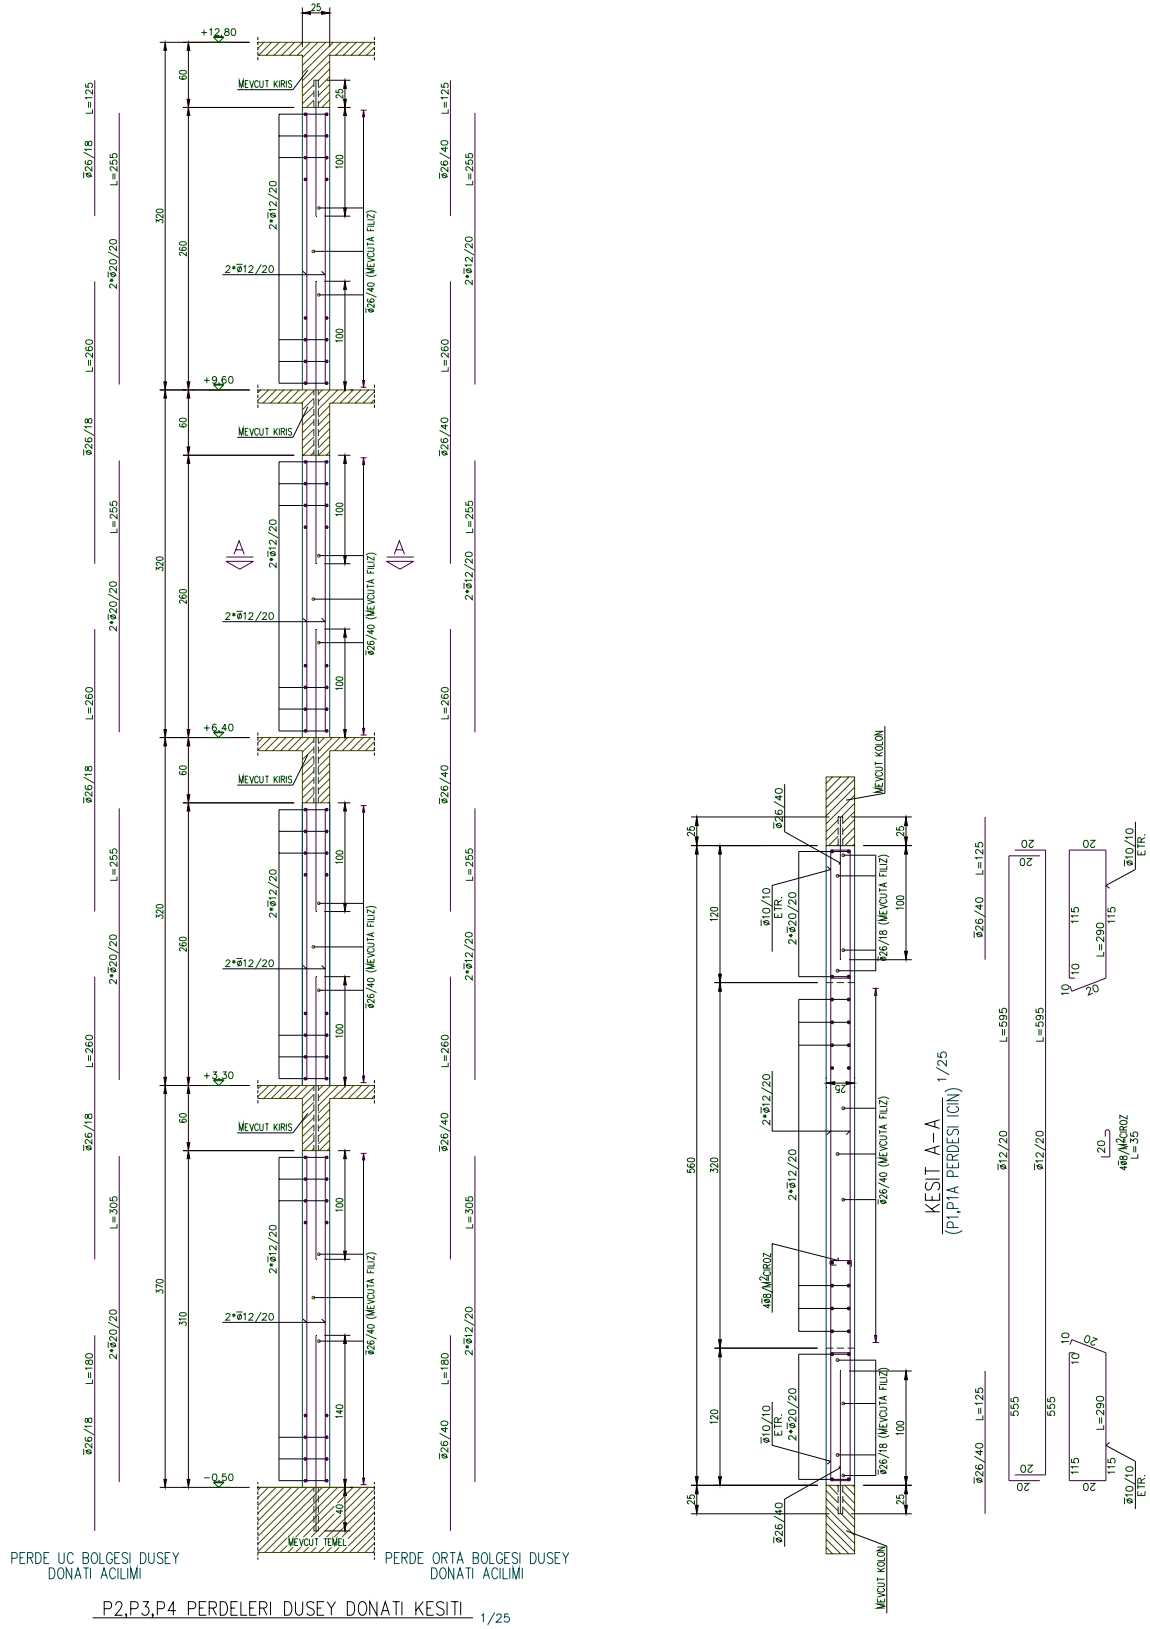 25
+12.80
60
MEVCUT KIRIS
25
L=125
ø26/18
L=255
2*ø20/20
320
260
2*ø12/20
100
ø26/40 (MEVCUTA FILIZ)
2*ø12/20
100
L=125
ø26/40
L=255
2*ø12/20
L=260
L=260
+9.60
60
MEVCUT KIRIS
ø26/18
ø26/40
L=255
2*ø20/20
320
260
2*ø12/20
100
A
A
ø26/40 (MEVCUTA FILIZ)
2*ø12/20
100
L=255
2*ø12/20
L=260
L=260
+6.40
60
MEVCUT KIRIS
ø26/18
ø26/40
L=255
2*ø20/20
320
260
2*ø12/20
100
ø26/40 (MEVCUTA FILIZ)
2*ø12/20
100
L=255
2*ø12/20
L=260
L=260
+3.30
60
MEVCUT KIRIS
ø26/18
ø26/40
L=305
2*ø20/20
370
310
2*ø12/20
100
ø26/40 (MEVCUTA FILIZ)
2*ø12/20
140
L=305
2*ø12/20
L=180
ø26/18
L=180
ø26/40
-0.50
40
MEVCUT TEMEL
PERDE UC BOLGESI DUSEY
DONATI ACILIMI
PERDE ORTA BOLGESI DUSEY
DONATI ACILIMI
P2,P3,P4 PERDELERI DUSEY DONATI KESITI 1/25
MEVCUT KOLON
ø26/40
25
25
120
ø10/10
ETR.
2*ø20/20
ø26/18 (MEVCUTA FILIZ)
100
560
320
25
2*ø12/20
2*ø12/20
ø26/40 (MEVCUTA FILIZ)
4ø8/M²CIROZ
120
ø10/10
ETR.
2*ø20/20
ø26/18 (MEVCUTA FILIZ)
100
25
25
ø26/40
MEVCUT KOLON
KESIT A-A 1/25
(P1,P1A PERDESI ICIN)
L=125
ø26/40
20
20
L=595
L=595
ø12/20
ø12/20
555
555
20
20
L=125
ø26/40
20
ø10/10
ETR.
115
115
L=290
10
10
20
20
4ø8/M²CIROZ
L=35
10
20
10
L=290
115
115
20
ø10/10
ETR.